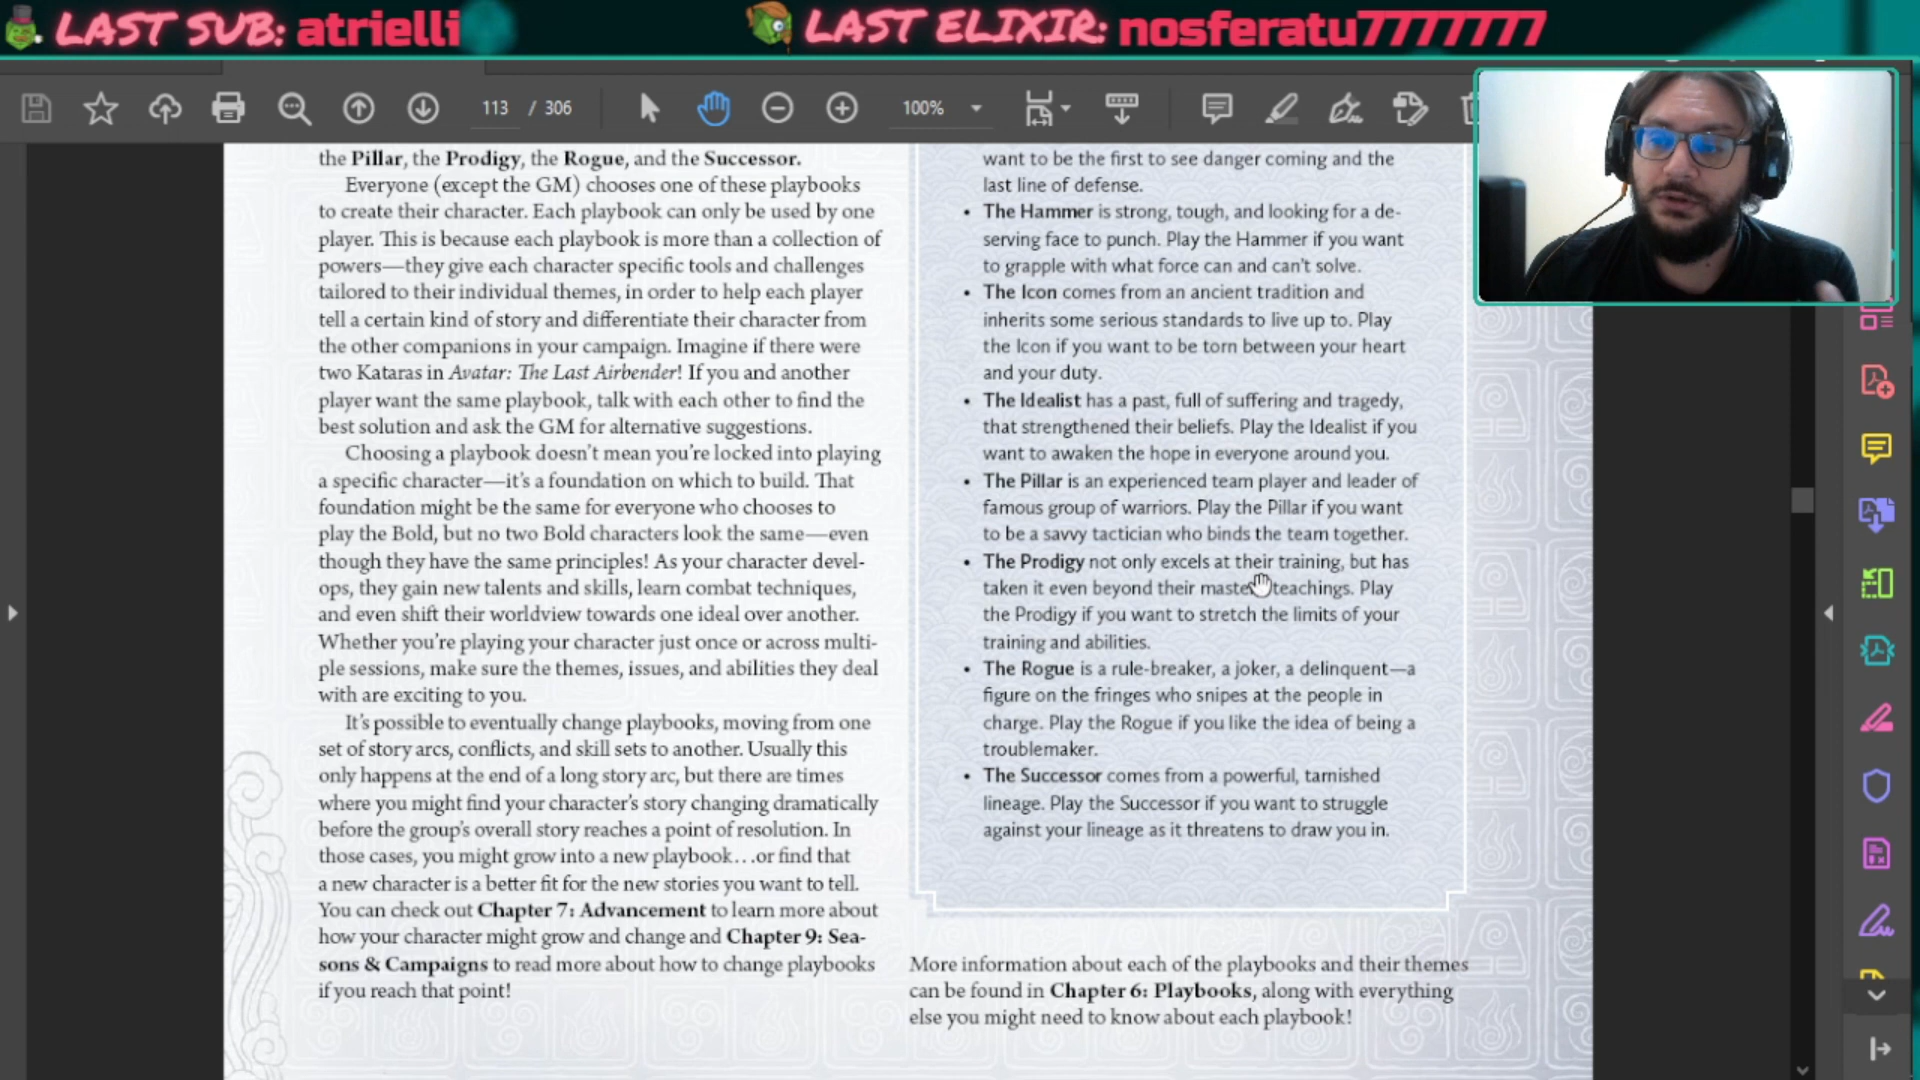 LAST SUB: atrielli
LAST ELIXIR: nosferatu7777777
113 / 306
100%
the Pillar, the Prodigy, the Rogue, and the Successor.
Everyone (except the GM) chooses one of these playbooks
to create their character. Each playbook can only be used by one
player. This is because each playbook is more than a collection of
powers—they give each character specific tools and challenges
tailored to their individual themes, in order to help each player
tell a certain kind of story and differentiate their character from
the other companions in your campaign. Imagine if there were
two Kataras in Avatar: The Last Airbender! If you and another
player want the same playbook, talk with each other to find the
best solution and ask the GM for alternative suggestions.
Choosing a playbook doesn't mean you're locked into playing
a specific character—it's a foundation on which to build. That
foundation might be the same for everyone who chooses to
play the Bold, but no two Bold characters look the same—even
though they have the same principles! As your character devel-
ops, they gain new talents and skills, learn combat techniques,
and even shift their worldview towards one ideal over another.
Whether you're playing your character just once or across multi-
ple sessions, make sure the themes, issues, and abilities they deal
with are exciting to you.
It's possible to eventually change playbooks, moving from one
set of story arcs, conflicts, and skill sets to another. Usually this
only happens at the end of a long story arc, but there are times
where you might find your character's story changing dramatically
before the group's overall story reaches a point of resolution. In
those cases, you might grow into a new playbook…or find that
a new character is a better fit for the new stories you want to tell.
You can check out Chapter 7: Advancement to learn more about
how your character might grow and change and Chapter 9: Sea-
sons & Campaigns to read more about how to change playbooks
if you reach that point!
want to be the first to see danger coming and the
last line of defense.
• The Hammer is strong, tough, and looking for a de-
serving face to punch. Play the Hammer if you want
to grapple with what force can and can't solve.
• The Icon comes from an ancient tradition and
inherits some serious standards to live up to. Play
the Icon if you want to be torn between your heart
and your duty.
• The Idealist has a past, full of suffering and tragedy,
that strengthened their beliefs. Play the Idealist if you
want to awaken the hope in everyone around you.
• The Pillar is an experienced team player and leader of
famous group of warriors. Play the Pillar if you want
to be a savvy tactician who binds the team together.
• The Prodigy not only excels at their training, but has
taken it even beyond their teachings. Play
the Prodigy if you want to stretch the limits of your
training and abilities.
• The Rogue is a rule-breaker, a joker, a delinquent—a
figure on the fringes who snipes at the people in
charge. Play the Rogue if you like the idea of being a
troublemaker.
• The Successor comes from a powerful, tarnished
lineage. Play the Successor if you want to struggle
against your lineage as it threatens to draw you in.
More information about each of the playbooks and their themes
can be found in Chapter 6: Playbooks, along with everything
else you might need to know about each playbook!